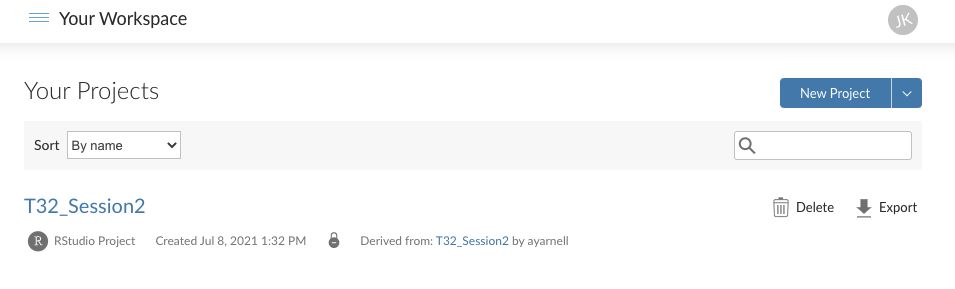 Your Workspace
JK
Your Projects
New Project
Sort By name
T32_Session2
Delete Export
R RStudio Project Created Jul 8, 2021 1:32 PM Derived from: T32_Session2 by ayarnell